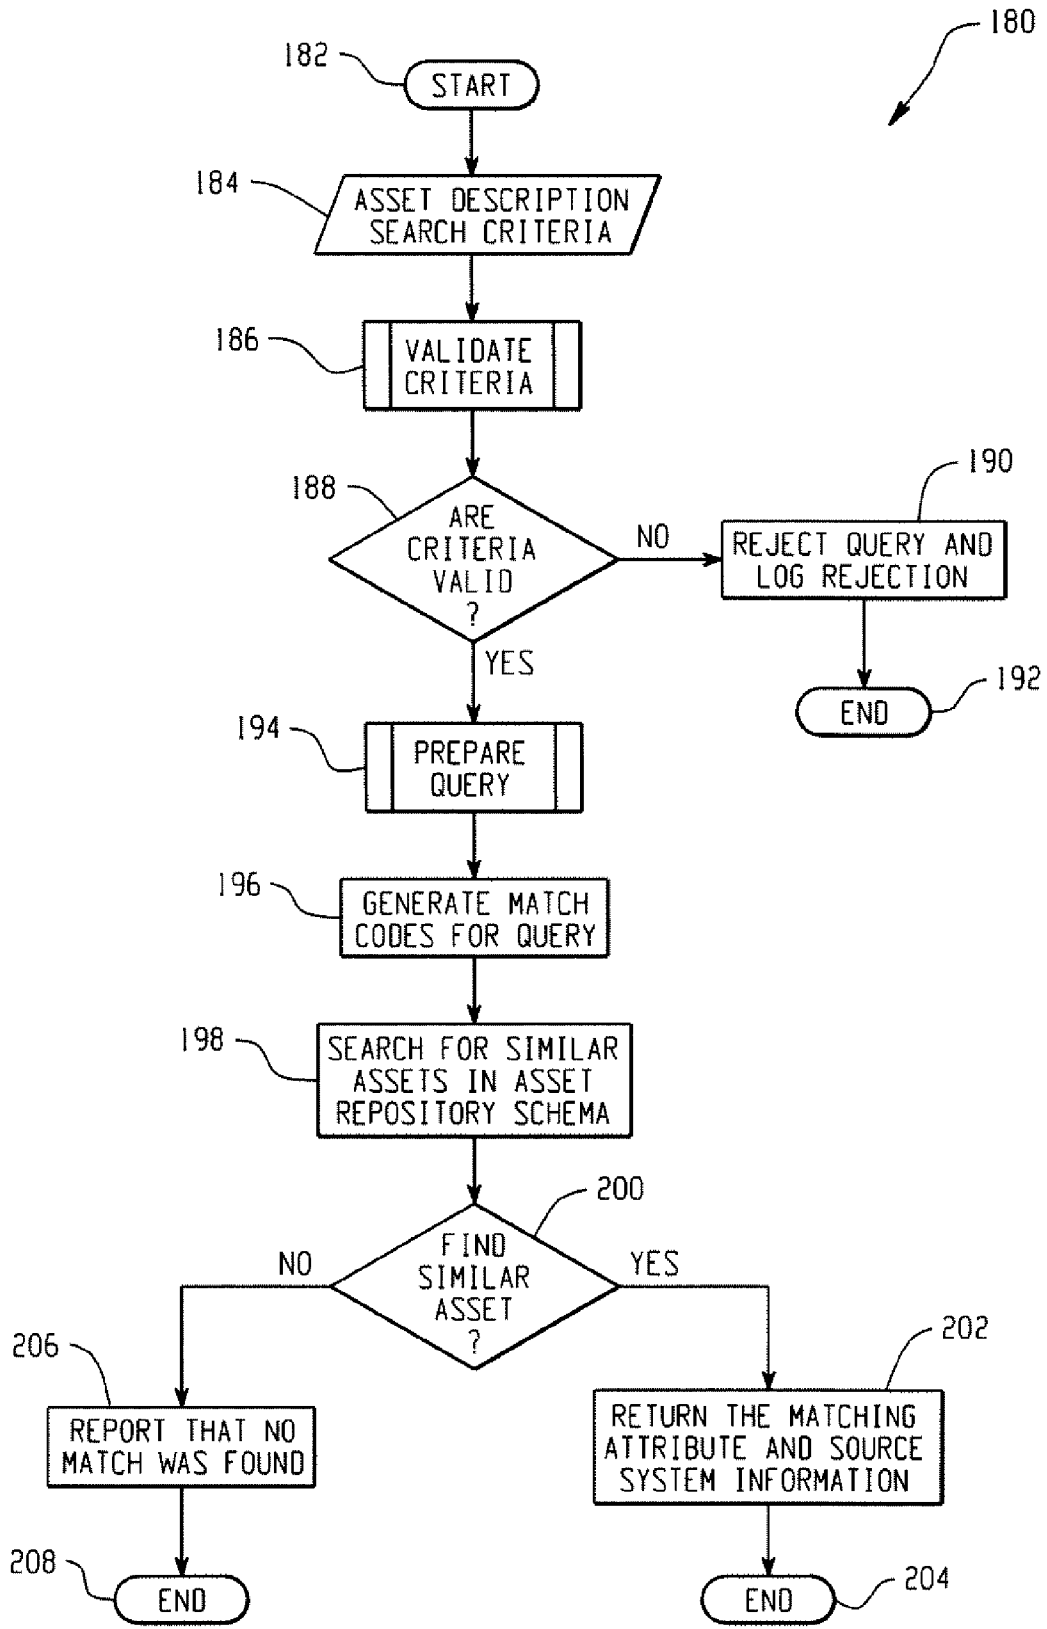 180
182
START
184
ASSET DESCRIPTION
SEARCH CRITERIA
186
VALIDATE
CRITERIA
188
ARE
CRITERIA
VALID
?
NO
190
REJECT QUERY AND
LOG REJECTION
YES
192
END
194
PREPARE
QUERY
196
GENERATE MATCH
CODES FOR QUERY
198
SEARCH FOR SIMILAR
ASSETS IN ASSET
REPOSITORY SCHEMA
200
FIND
SIMILAR
ASSET
?
NO
YES
206
REPORT THAT NO
MATCH WAS FOUND
202
RETURN THE MATCHING
ATTRIBUTE AND SOURCE
SYSTEM INFORMATION
208
END
204
END